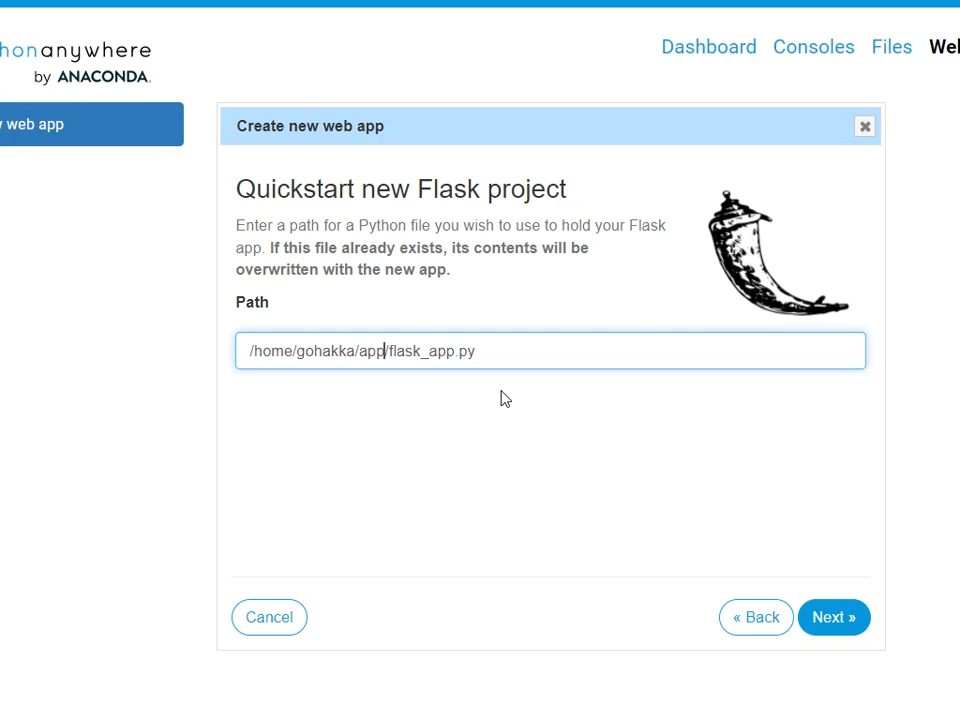 honanywhere
by ANACONDA.
Dashboard Consoles Files Web
web app
Create new web app
Quickstart new Flask project
Enter a path for a Python file you wish to use to hold your Flask
app. If this file already exists, its contents will be
overwritten with the new app.
Path
/home/gohakka/app/flask_app.py
Cancel
« Back
Next »